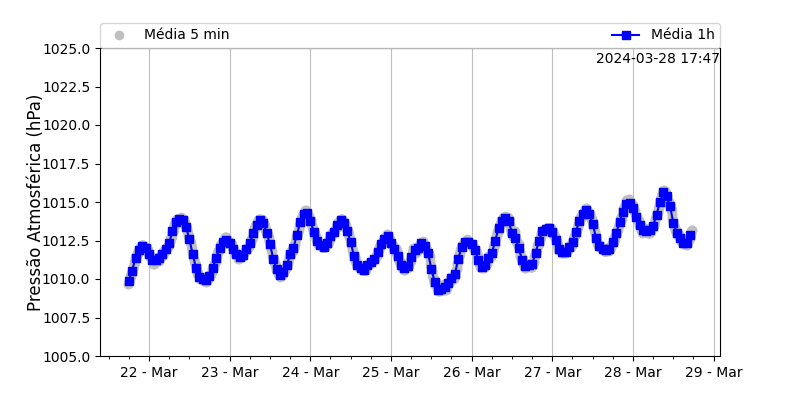 Média 5 min
Média 1h
2024-03-28 17:47
Pressão Atmosférica (hPa)
1025.0
1022.5
1020.0
1017.5
1015.0
1012.5
1010.0
1007.5
1005.0
22 - Mar
23 - Mar
24 - Mar
25 - Mar
26 - Mar
27 - Mar
28 - Mar
29 - Mar